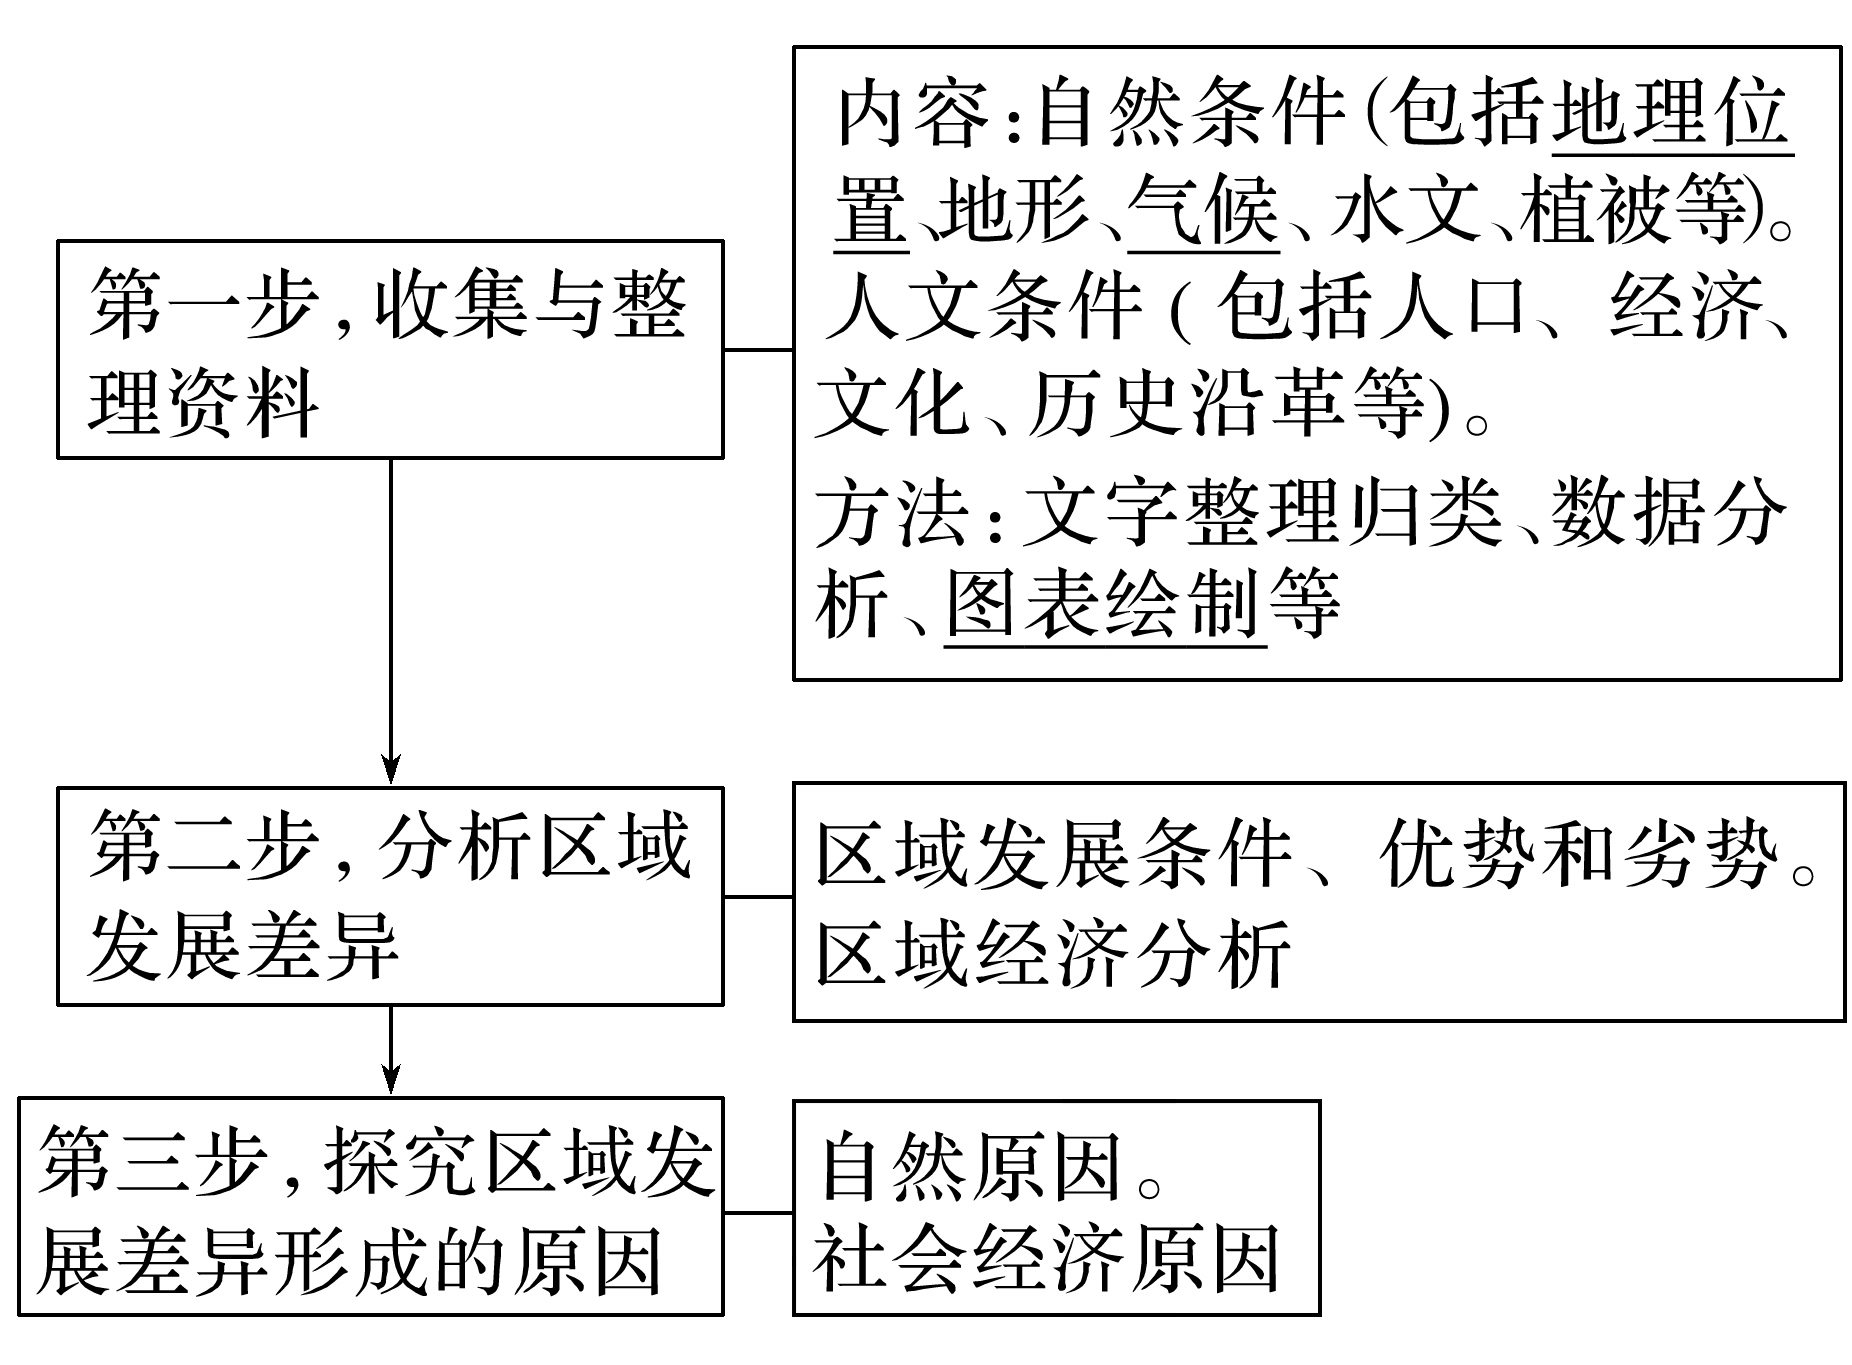 第一步,收集与整
理资料
内容:自然条件(包括地理位
置、地形、气候、水文、植被等)。
人文条件(包括人口、经济、
文化、历史沿革等)。
方法:文字整理归类、数据分
析、图表绘制等
第二步,分析区域
发展差异
区域发展条件、优势和劣势。
区域经济分析
第三步,探究区域发
展差异形成的原因
自然原因。
社会经济原因